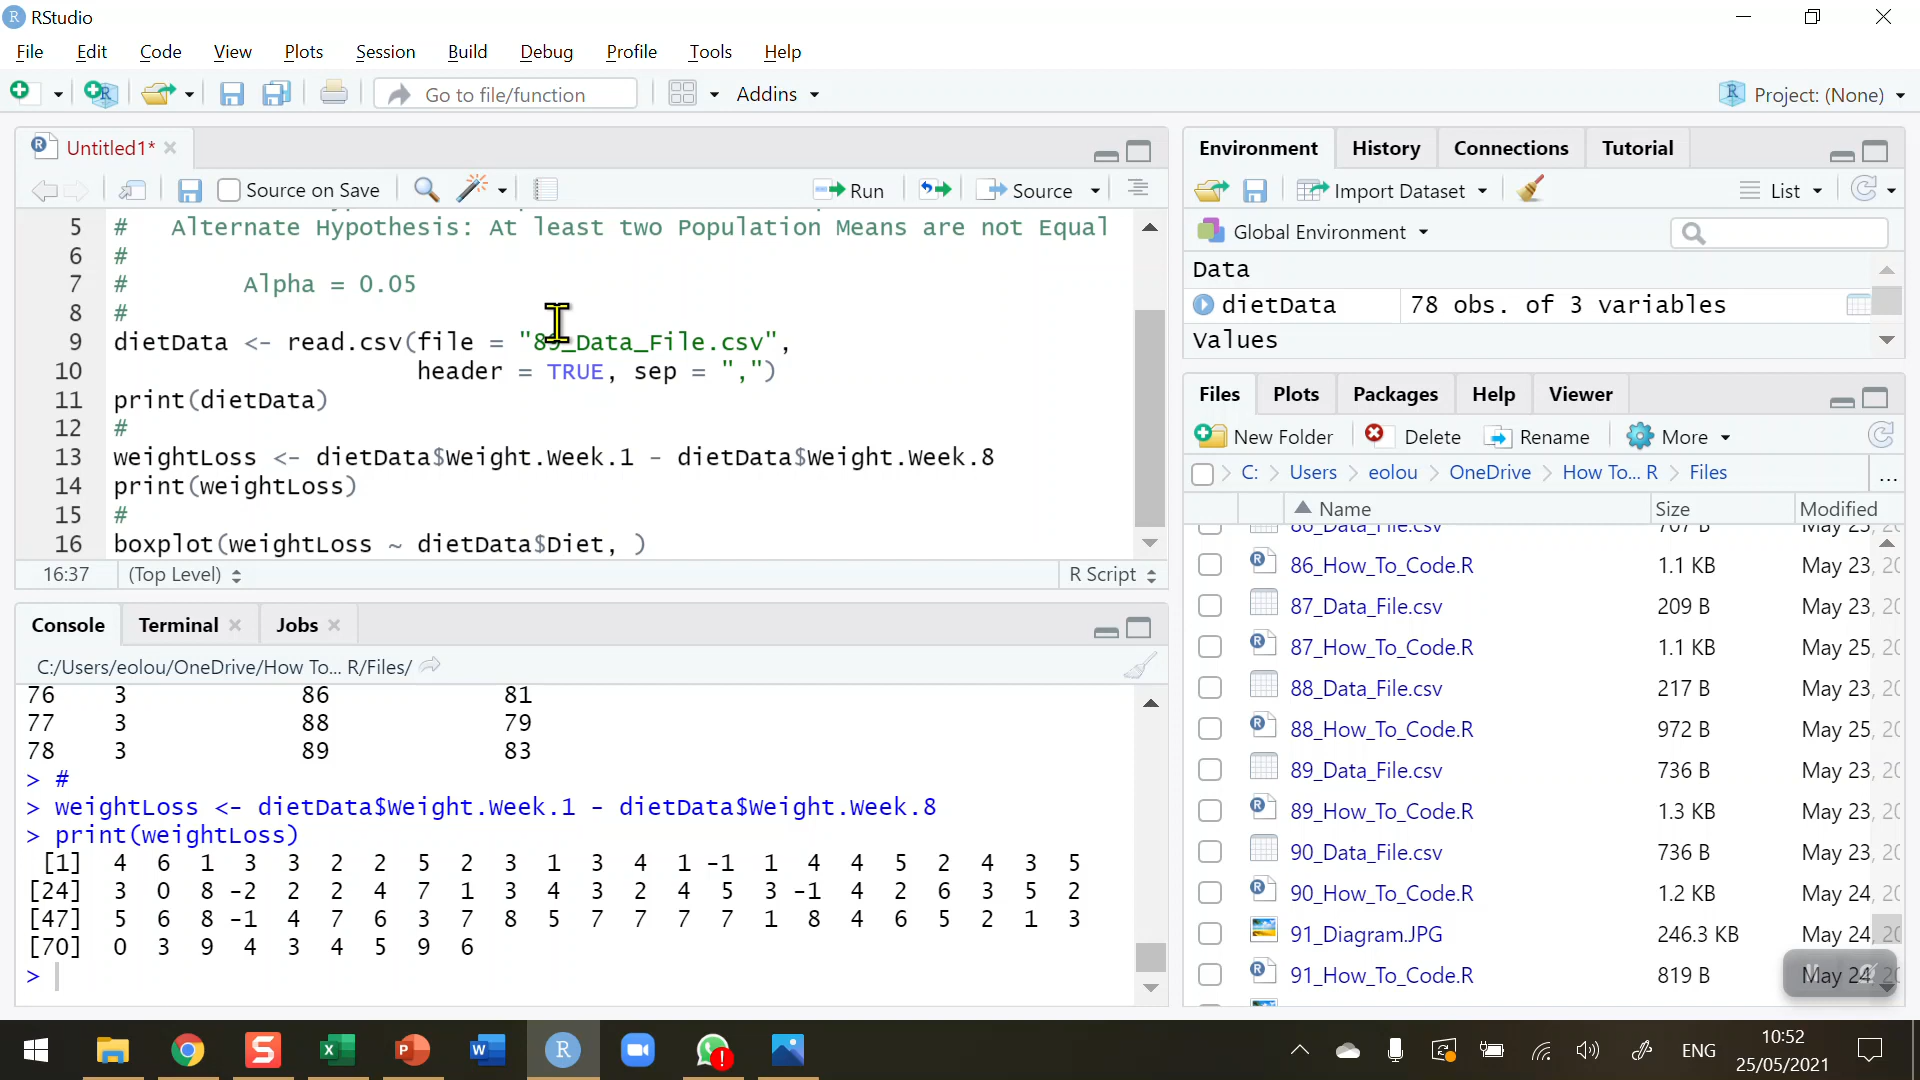 RStudio
File Edit Code View Plots Session Build Debug Profile Tools Help
Go to file/function Addins Project: (None)
Untitled1*
Source on Save Run Source
5 # Alternate Hypothesis: At least two Population Means are not Equal
6 #
7 # Alpha = 0.05
8 #
9 dietData <- read.csv(file = "89_Data_File.csv",
10 header = TRUE, sep = ",")
11 print(dietData)
12 #
13 weightLoss <- dietData$Weight.Week.1 - dietData$Weight.Week.8
14 print(weightLoss)
15 #
16 boxplot(weightLoss ~ dietData$Diet, )
16:37 (Top Level) R Script
Console Terminal Jobs
C:/Users/eolou/OneDrive/How To... R/Files/
76 3 86 81
77 3 88 79
78 3 89 83
> #
> weightLoss <- dietData$Weight.Week.1 - dietData$Weight.Week.8
> print(weightLoss)
[1] 4 6 1 3 3 2 2 5 2 3 1 3 4 1 -1 1 4 4 5 2 4 3 5
[24] 3 0 8 -2 2 2 4 7 1 3 4 3 2 4 5 3 -1 4 2 6 3 5 2
[47] 5 6 8 -1 4 7 6 3 7 8 5 7 7 7 7 1 8 4 6 5 2 1 3
[70] 0 3 9 4 3 4 5 9 6
>
Environment History Connections Tutorial
Import Dataset List
Global Environment
Data
dietData 78 obs. of 3 variables
Values
Files Plots Packages Help Viewer
New Folder Delete Rename More
C: Users eolou OneDrive How To... R Files ...
Name Size Modified
86_Data_File.csv 707 B May 23, 20
86_How_To_Code.R 1.1 KB May 23, 20
87_Data_File.csv 209 B May 23, 20
87_How_To_Code.R 1.1 KB May 25, 20
88_Data_File.csv 217 B May 23, 20
88_How_To_Code.R 972 B May 25, 20
89_Data_File.csv 736 B May 23, 20
89_How_To_Code.R 1.3 KB May 23, 20
90_Data_File.csv 736 B May 23, 20
90_How_To_Code.R 1.2 KB May 24, 20
91_Diagram.JPG 246.3 KB May 24, 20
91_How_To_Code.R 819 B May 24, 20
ENG 10:52
25/05/2021